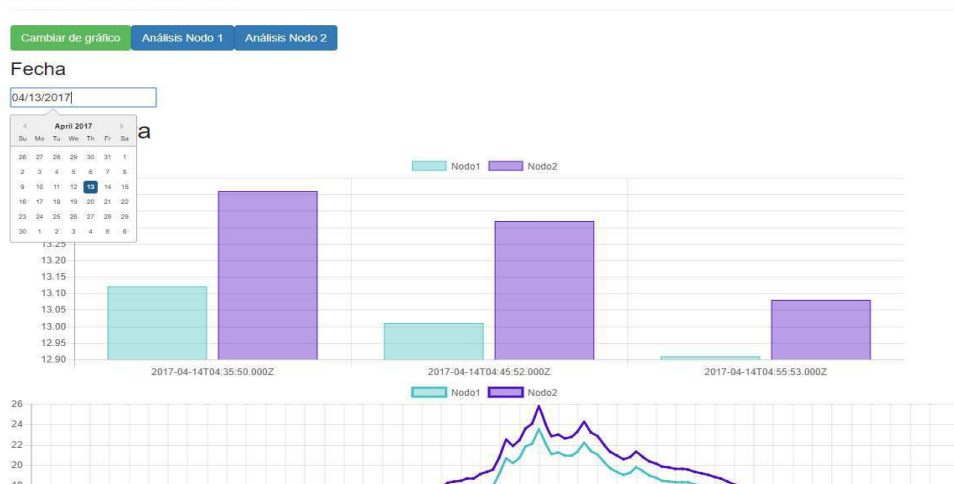 Cambiar de gráfico Análisis Nodo 1 Análisis Nodo 2
Fecha
04/13/2017
April 2017
a
Su Mo Tu We Th Fr Sa
26 27 28 29 30 31 1
2 3 4 5 6 7 8
9 10 11 12 13 14 15
16 17 18 19 20 21 22
23 24 25 26 27 28 29
30 1 2 3 4 5 6
Nodo1 Nodo2
13.25
13.20
13.15
13.10
13.05
13.00
12.95
12.90
2017-04-14T04:35:50.000Z 2017-04-14T04:45:52.000Z 2017-04-14T04:55:53.000Z
Nodo1 Nodo2
26
24
22
20